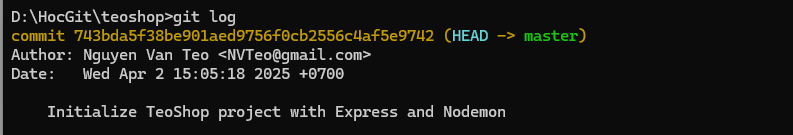 D:\HocGit\teoshop>git log
commit 743bda5f38be901aed9756f0cb2556c4af5e9742 (HEAD -> master)
Author: Nguyen Van Teo <NVTeo@gmail.com>
Date:   Wed Apr 2 15:05:18 2025 +0700

    Initialize TeoShop project with Express and Nodemon